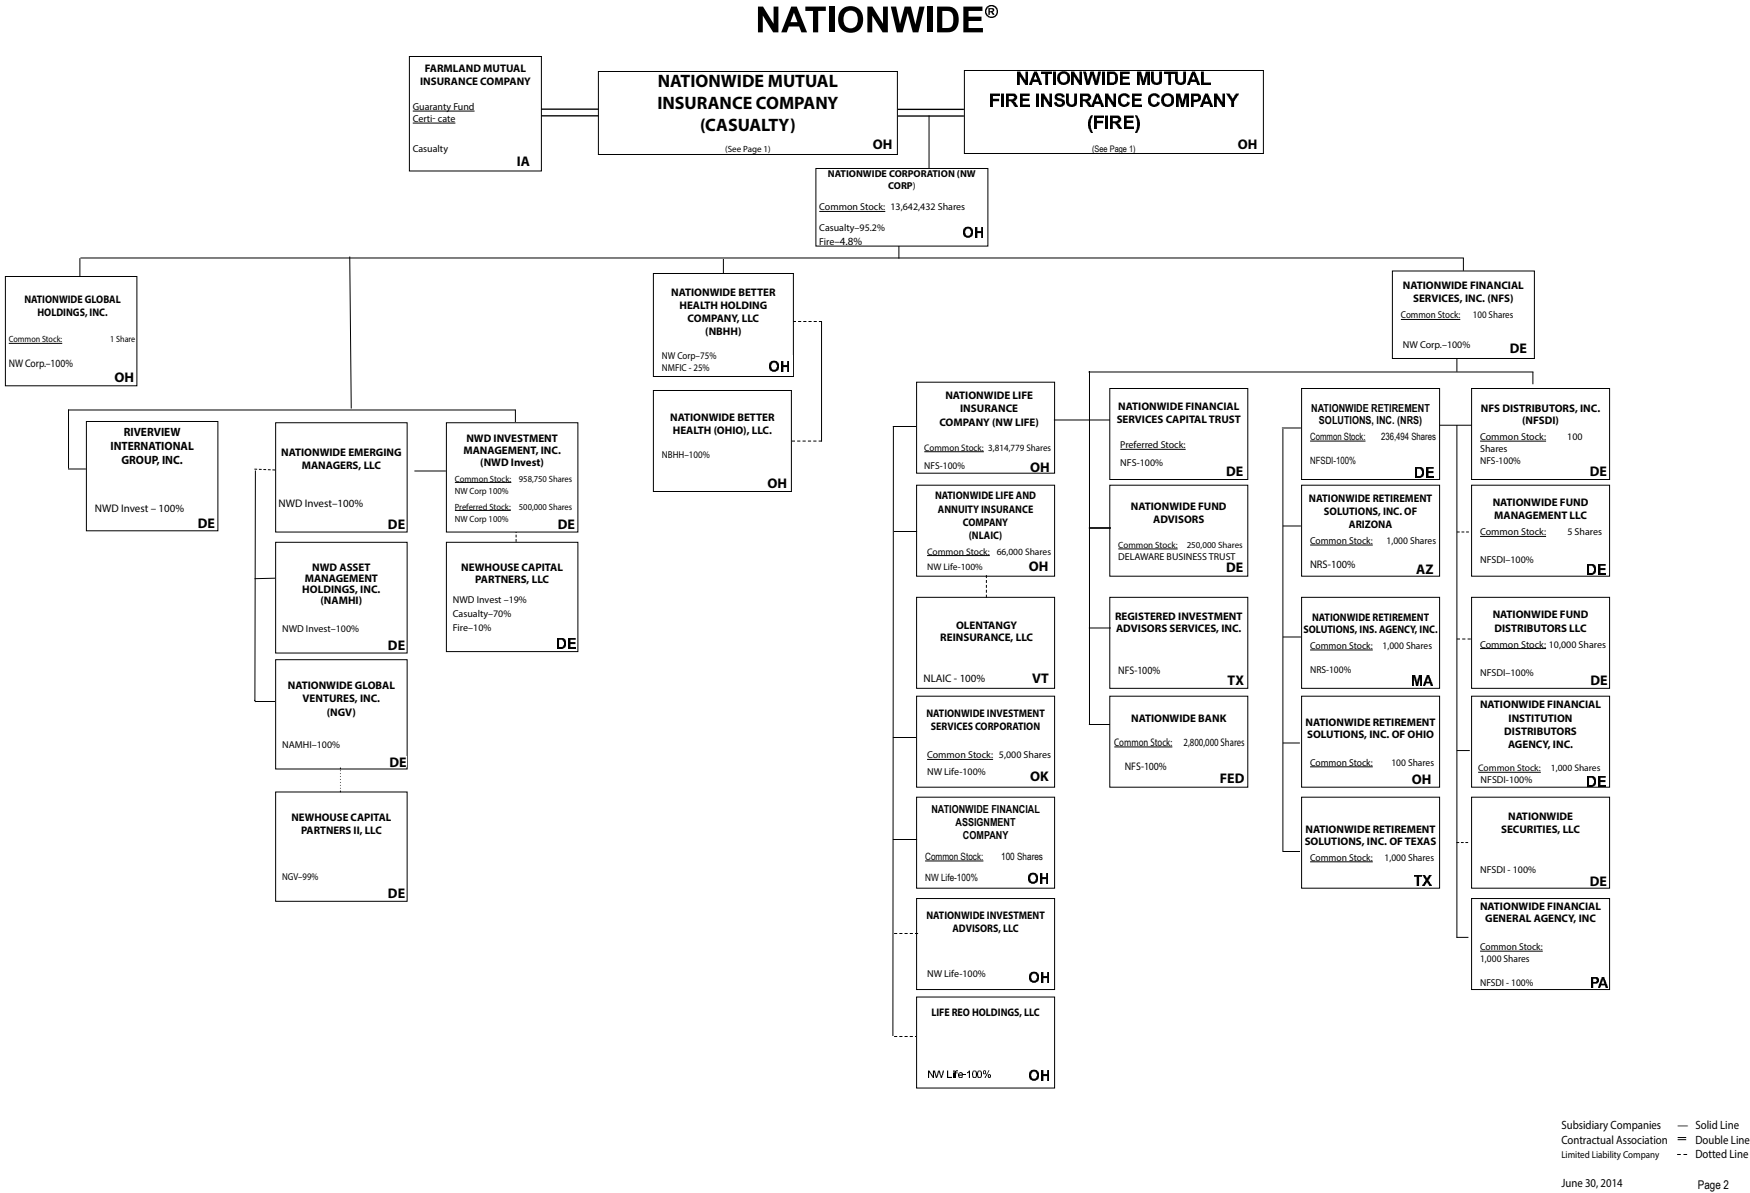 NATIONWIDE®
FARMLAND MUTUAL
INSURANCE COMPANY
Guaranty Fund
Certi- cate
Casualty
IA
NATIONWIDE MUTUAL
INSURANCE COMPANY
(CASUALTY)
(See Page 1)
OH
NATIONWIDE MUTUAL
FIRE INSURANCE COMPANY
(FIRE)
(See Page 1)
OH
NATIONWIDE CORPORATION (NW
CORP)
Common Stock: 13,642,432 Shares
Casualty–95.2%
Fire–4.8%
OH
NATIONWIDE GLOBAL
HOLDINGS, INC.
Common Stock: 1 Share
NW Corp.–100%
OH
NATIONWIDE BETTER
HEALTH HOLDING
COMPANY, LLC
(NBHH)
NW Corp–75%
NMFIC - 25%
OH
NATIONWIDE FINANCIAL
SERVICES, INC. (NFS)
Common Stock: 100 Shares
NW Corp.–100%
DE
RIVERVIEW
INTERNATIONAL
GROUP, INC.
NWD Invest – 100%
DE
NATIONWIDE EMERGING
MANAGERS, LLC
NWD Invest–100%
DE
NWD INVESTMENT
MANAGEMENT, INC.
(NWD Invest)
Common Stock: 958,750 Shares
NW Corp 100%
Preferred Stock: 500,000 Shares
NW Corp 100%
DE
NWD ASSET
MANAGEMENT
HOLDINGS, INC.
(NAMHI)
NWD Invest–100%
DE
NEWHOUSE CAPITAL
PARTNERS, LLC
NWD Invest –19%
Casualty–70%
Fire–10%
DE
NATIONWIDE GLOBAL
VENTURES, INC.
(NGV)
NAMHI–100%
DE
NEWHOUSE CAPITAL
PARTNERS II, LLC
NGV–99%
DE
NATIONWIDE BETTER
HEALTH (OHIO), LLC.
NBHH–100%
OH
NATIONWIDE LIFE
INSURANCE
COMPANY (NW LIFE)
Common Stock: 3,814,779 Shares
NFS-100%
OH
NATIONWIDE LIFE AND
ANNUITY INSURANCE
COMPANY
(NLAIC)
Common Stock: 66,000 Shares
NW Life-100%
OH
OLENTANGY
REINSURANCE, LLC
NLAIC - 100%
VT
NATIONWIDE INVESTMENT
SERVICES CORPORATION
Common Stock: 5,000 Shares
NW Life-100%
OK
NATIONWIDE FINANCIAL
ASSIGNMENT
COMPANY
Common Stock: 100 Shares
NW Life-100%
OH
NATIONWIDE INVESTMENT
ADVISORS, LLC
NW Life-100%
OH
LIFE REO HOLDINGS, LLC
NW Life-100%
OH
NATIONWIDE FINANCIAL
SERVICES CAPITAL TRUST
Preferred Stock:
NFS-100%
DE
NATIONWIDE FUND
ADVISORS
Common Stock: 250,000 Shares
DELAWARE BUSINESS TRUST
DE
REGISTERED INVESTMENT
ADVISORS SERVICES, INC.
NFS-100%
TX
NATIONWIDE BANK
Common Stock: 2,800,000 Shares
NFS-100%
FED
NATIONWIDE RETIREMENT
SOLUTIONS, INC. (NRS)
Common Stock: 236,494 Shares
NFSDI-100%
DE
NATIONWIDE RETIREMENT
SOLUTIONS, INC. OF
ARIZONA
Common Stock: 1,000 Shares
NRS-100%
AZ
NATIONWIDE RETIREMENT
SOLUTIONS, INS. AGENCY, INC.
Common Stock: 1,000 Shares
NRS-100%
MA
NATIONWIDE RETIREMENT
SOLUTIONS, INC. OF OHIO
Common Stock: 100 Shares
OH
NATIONWIDE RETIREMENT
SOLUTIONS, INC. OF TEXAS
Common Stock: 1,000 Shares
TX
NFS DISTRIBUTORS, INC.
(NFSDI)
Common Stock: 100
Shares
NFS-100%
DE
NATIONWIDE FUND
MANAGEMENT LLC
Common Stock: 5 Shares
NFSDI–100%
DE
NATIONWIDE FUND
DISTRIBUTORS LLC
Common Stock: 10,000 Shares
NFSDI–100%
DE
NATIONWIDE FINANCIAL
INSTITUTION
DISTRIBUTORS
AGENCY, INC.
Common Stock: 1,000 Shares
NFSDI-100%
DE
NATIONWIDE
SECURITIES, LLC
NFSDI - 100%
DE
NATIONWIDE FINANCIAL
GENERAL AGENCY, INC
Common Stock:
1,000 Shares
NFSDI - 100%
PA
Subsidiary Companies — Solid Line
Contractual Association = Double Line
Limited Liability Company -- Dotted Line
June 30, 2014 Page 2